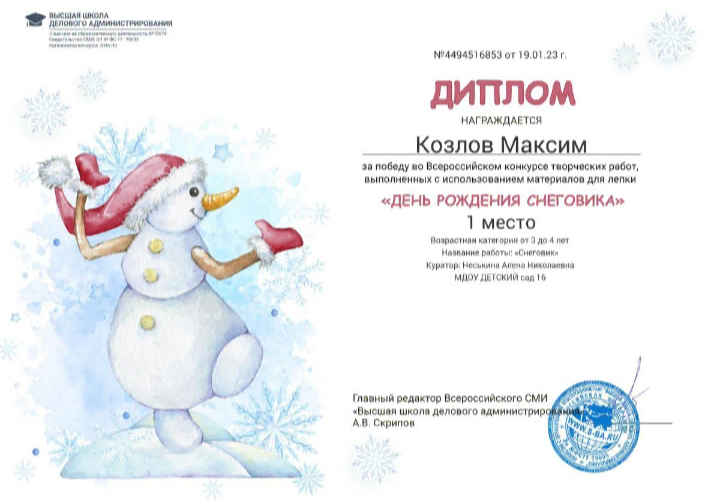 ВЫСШАЯ ШКОЛА
ДЕЛОВОГО АДМИНИСТРИРОВАНИЯ
№4494516853 от 19.01.23 г.
ДИПЛОМ
НАГРАЖДАЕТСЯ
Козлов Максим
за победу во Всероссийском конкурсе творческих работ,
выполненных с использованием материалов для лепки
«ДЕНЬ РОЖДЕНИЯ СНЕГОВИКА»
1 место
Возрастная категория от 3 до 4 лет
Название работы: «Снеговик»
Куратор: Неськина Алена Николаевна
МДОУ ДЕТСКИЙ сад 16
Главный редактор Всероссийского СМИ
«Высшая школа делового администрирования»
А.В. Скрипов
WWW.S-BA.RU